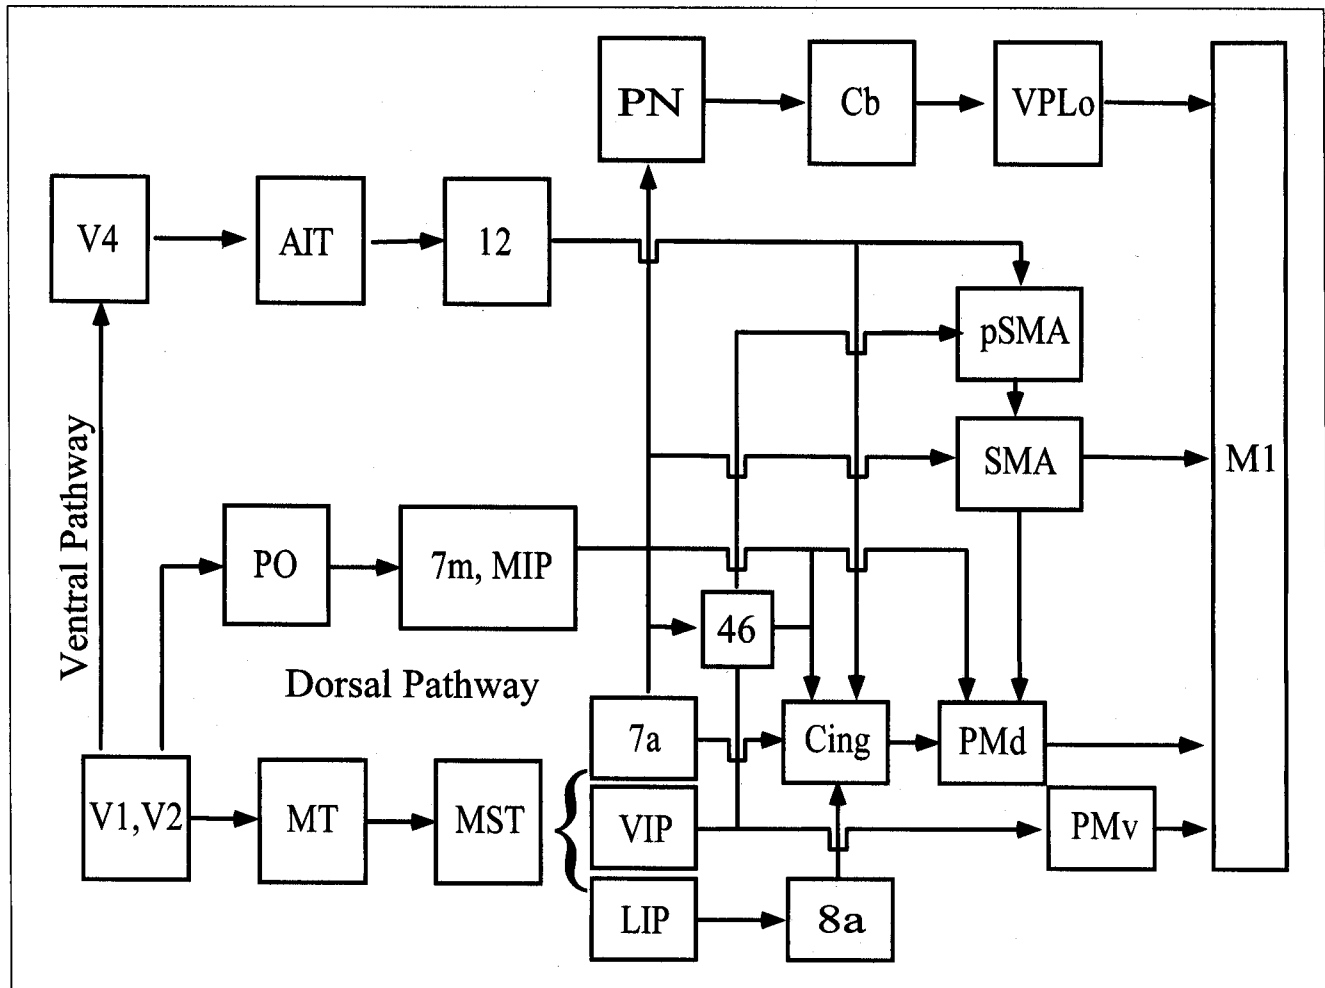 PN
Cb
VPLo
V4
AIT
12
pSMA
SMA
M1
Ventral Pathway
PO
7m, MIP
46
Dorsal Pathway
7a
Cing
PMd
V1,V2
MT
MST
VIP
PMv
LIP
8a